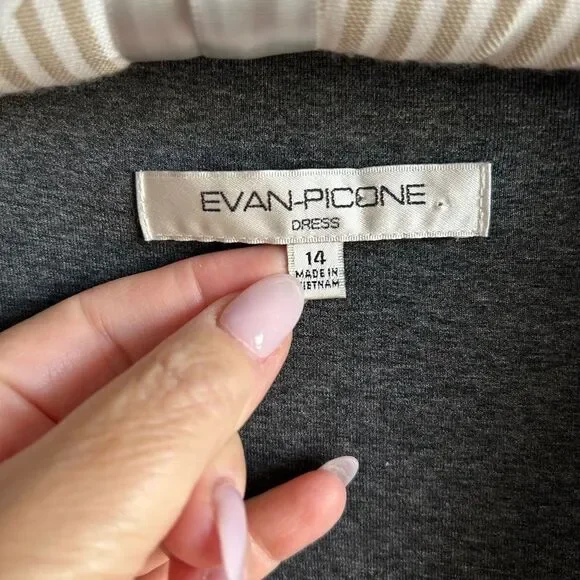 EVAN-PICONE
DRESS
14
MADE IN
VIETNAM